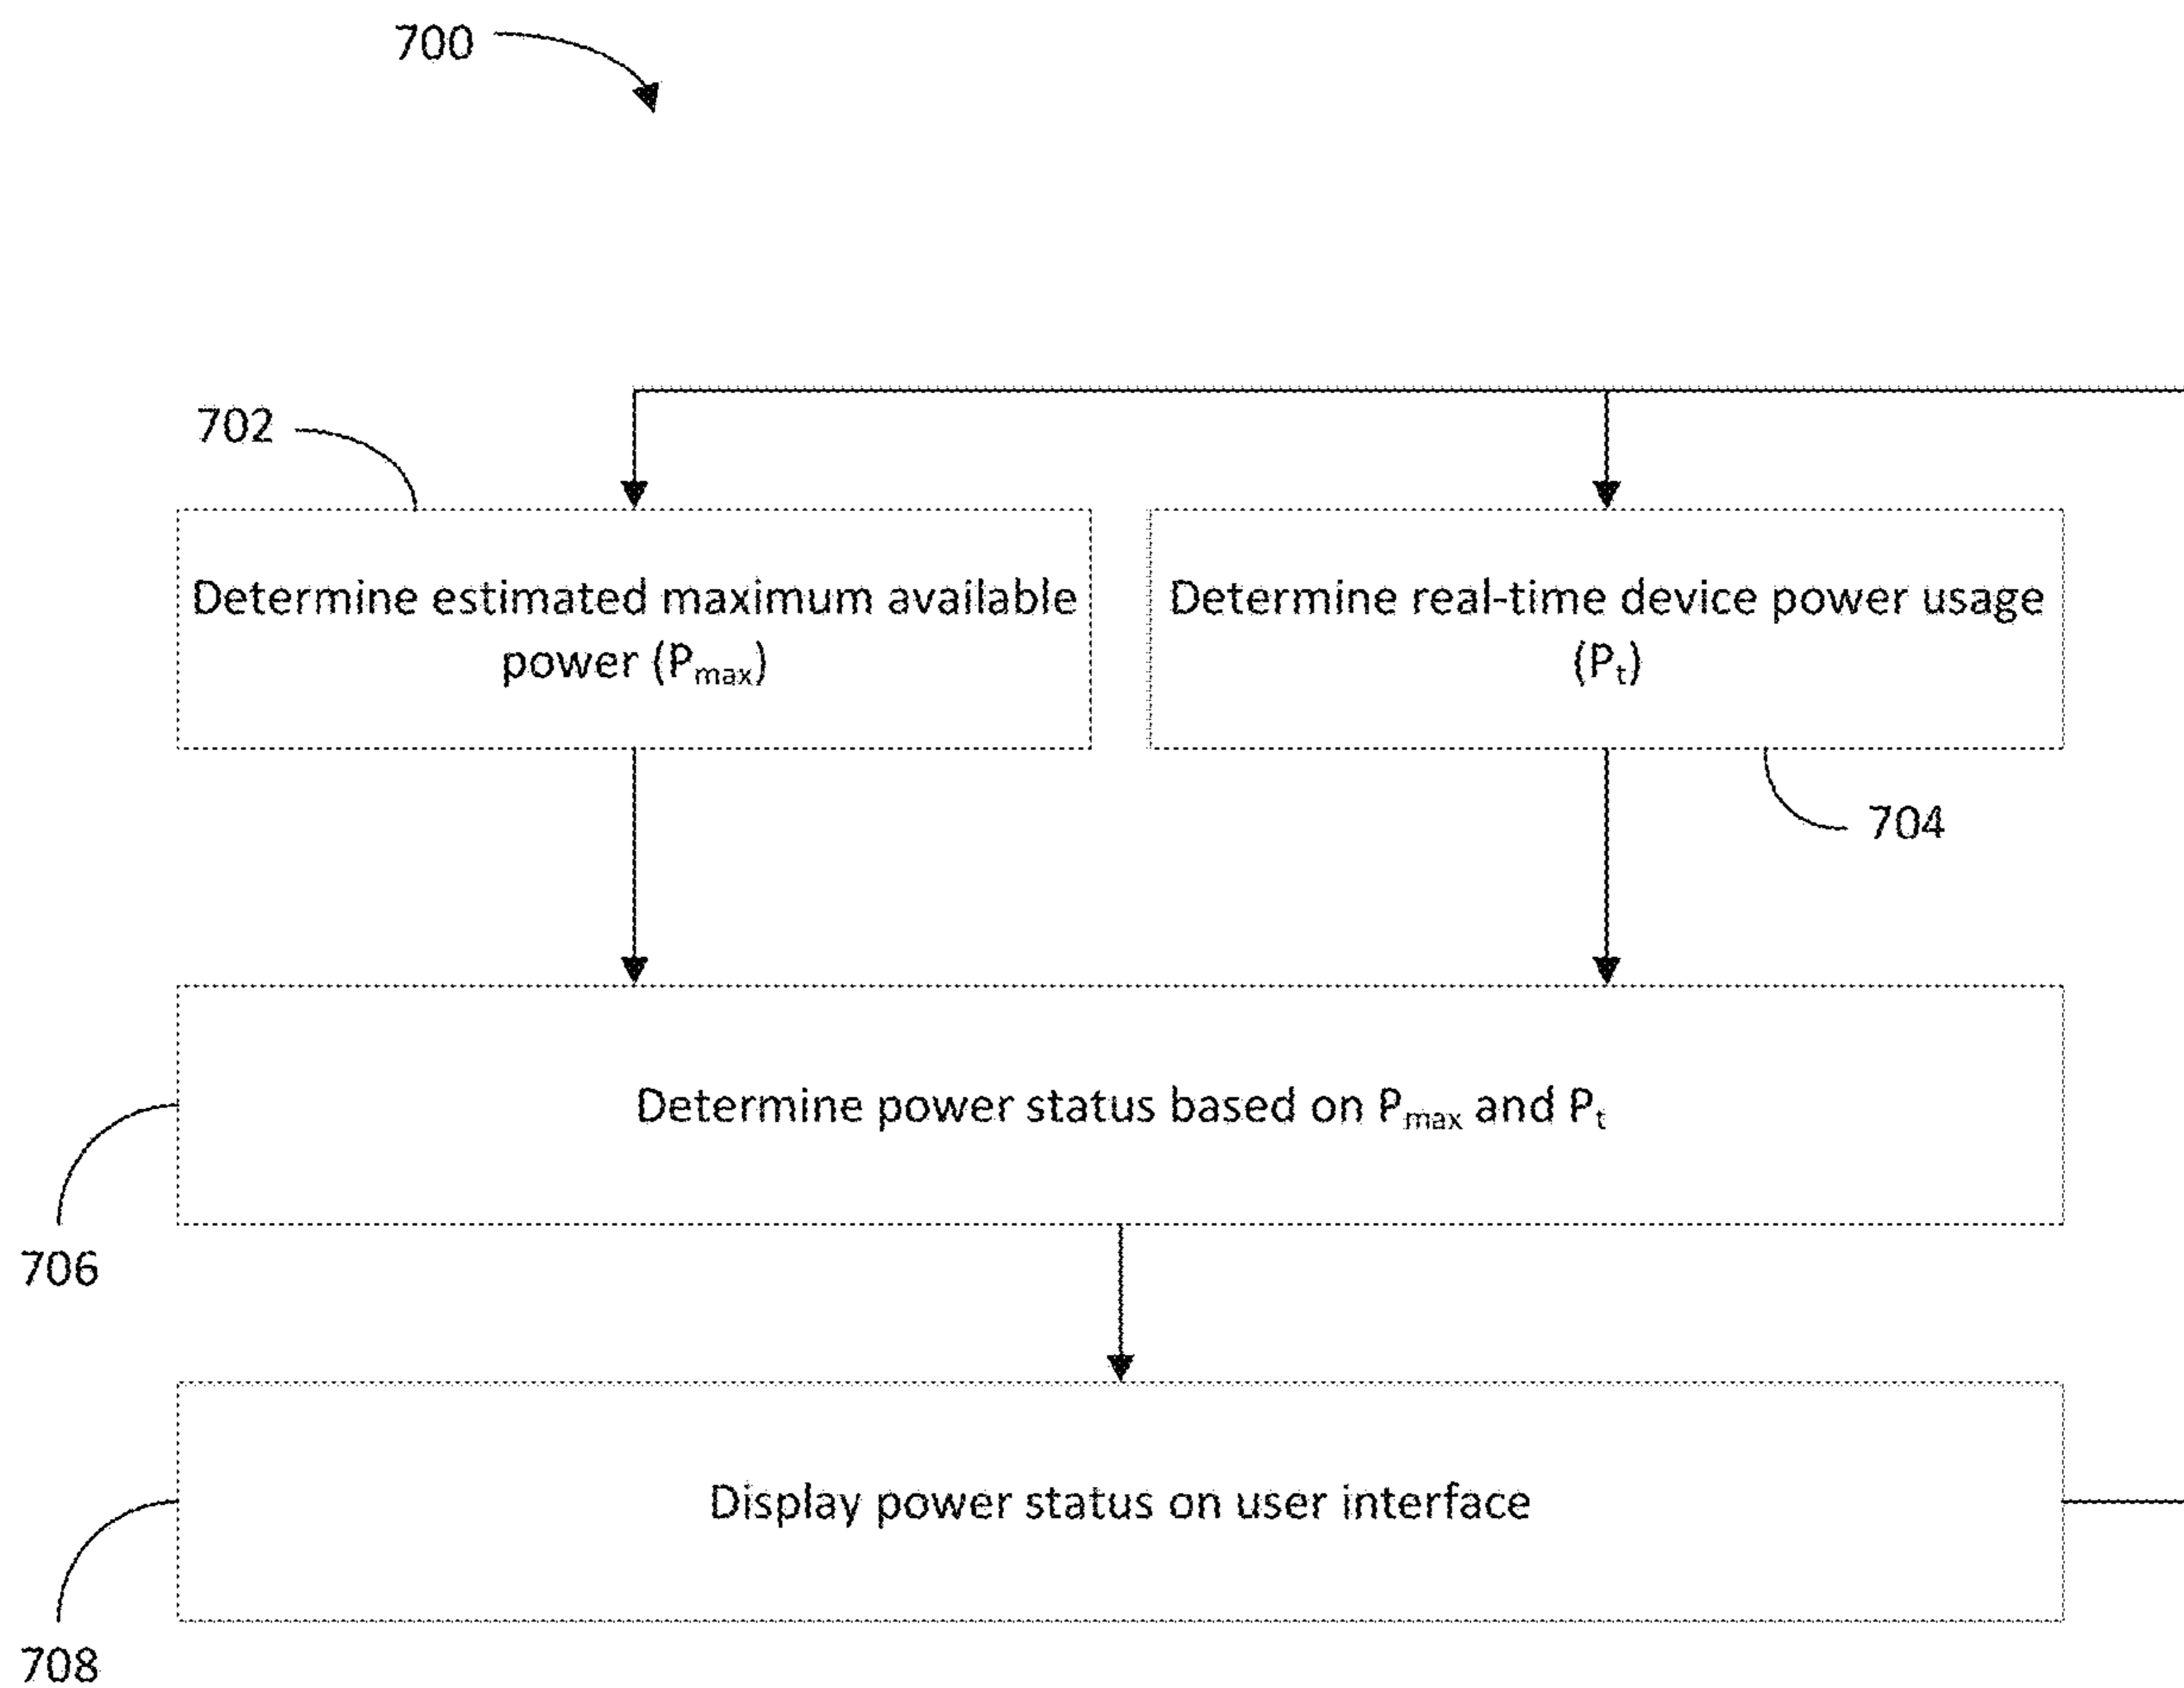 700
702
Determine estimated maximum available
power (Pmax)
Determine real-time device power usage
(Pt)
704
Determine power status based on Pmax and Pt
706
Display power status on user interface
708